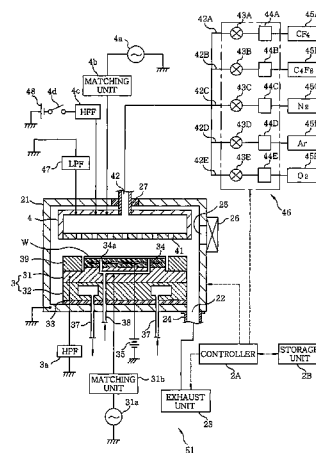 4a
42A
43A
44A
45A
CF4
4b
MATCHING UNIT
48
4d
4c
HPF
42B
43B
44B
C4F8
42C
43C
44C
N2
42D
43D
44D
Ar
47
LPF
42E
43E
44E
O2
42
27
46
21
4
25
26
W
34a
34
41
39
31
3
32
33
22
37
38
35
37
24
HPF
3a
MATCHING UNIT
31b
31a
CONTROLLER
2A
STORAGE UNIT
2B
EXHAUST UNIT
23
51